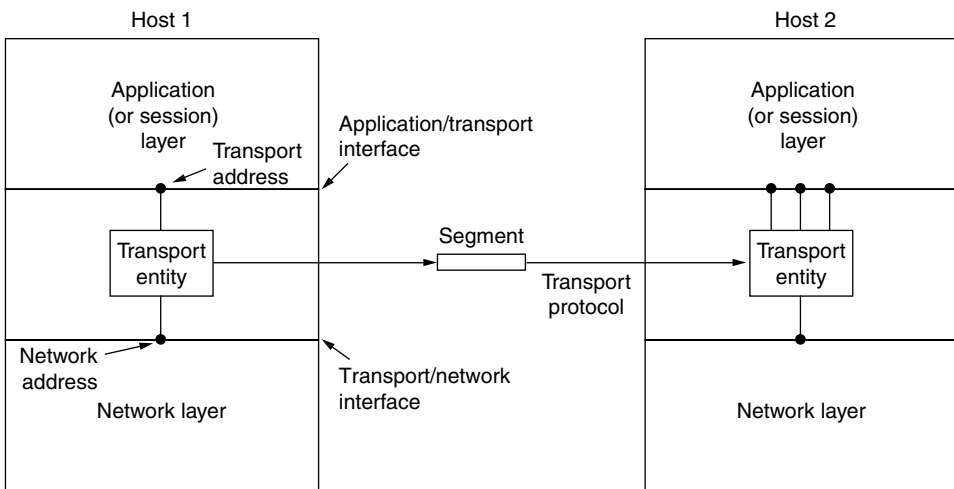 Host 1
Host 2
Application
(or session)
layer
Transport
address
Application/transport
interface
Application
(or session)
layer
Transport
entity
Segment
Transport
protocol
Transport
entity
Network
address
Transport/network
interface
Network layer
Network layer